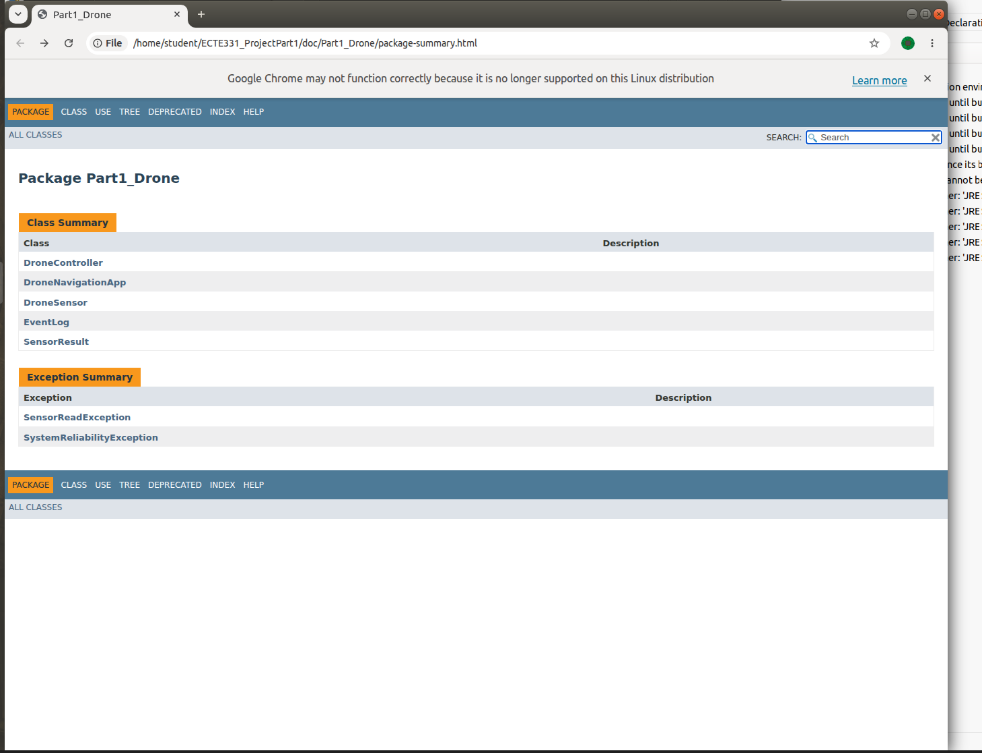 Part1_Drone
File /home/student/ECTE331_ProjectPart1/doc/Part1_Drone/package-summary.html
Google Chrome may not function correctly because it is no longer supported on this Linux distribution Learn more
PACKAGE CLASS USE TREE DEPRECATED INDEX HELP
ALL CLASSES SEARCH: Search
Package Part1_Drone
Class Summary
Class Description
DroneController
DroneNavigationApp
DroneSensor
EventLog
SensorResult
Exception Summary
Exception Description
SensorReadException
SystemReliabilityException
PACKAGE CLASS USE TREE DEPRECATED INDEX HELP
ALL CLASSES
Declarati
on envi
until bu
until bu
until bu
until bu
nce its b
annot be
er: 'JRE
er: 'JRE
er: 'JRE
er: 'JRE
er: 'JRE